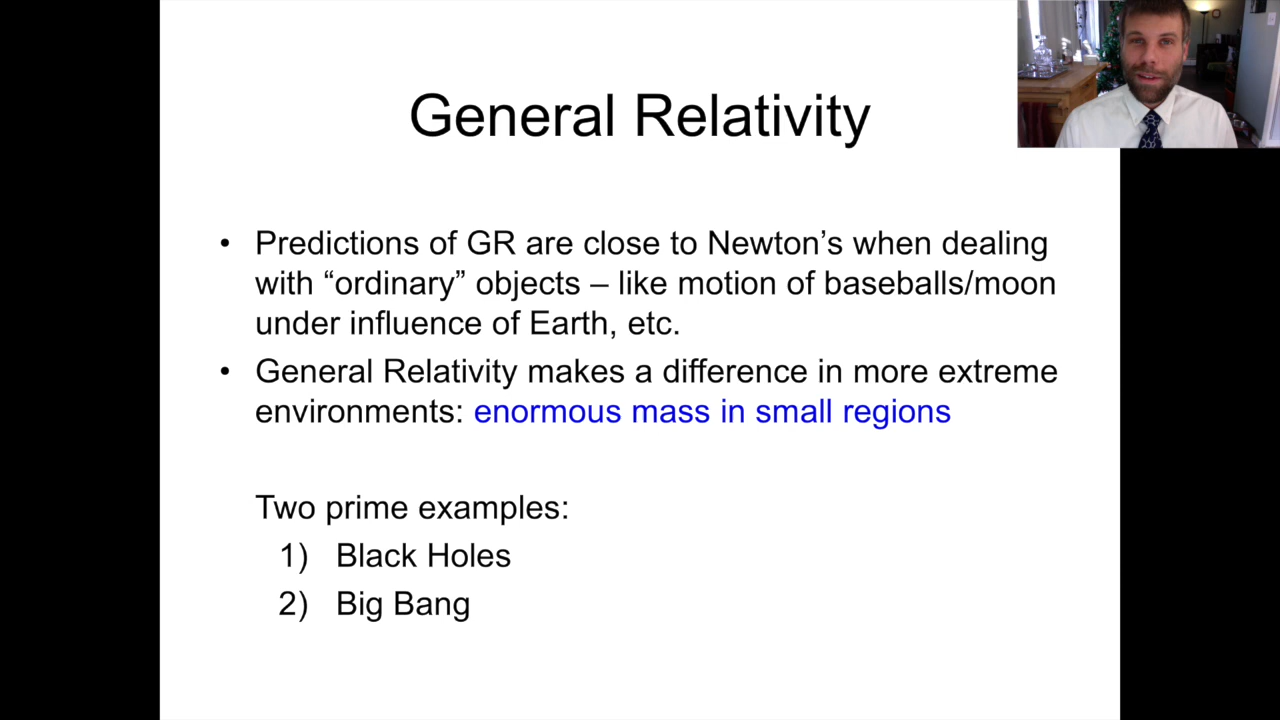 General Relativity
• Predictions of GR are close to Newton’s when dealing
with “ordinary” objects – like motion of baseballs/moon
under influence of Earth, etc.
• General Relativity makes a difference in more extreme
environments: enormous mass in small regions
Two prime examples:
1) Black Holes
2) Big Bang